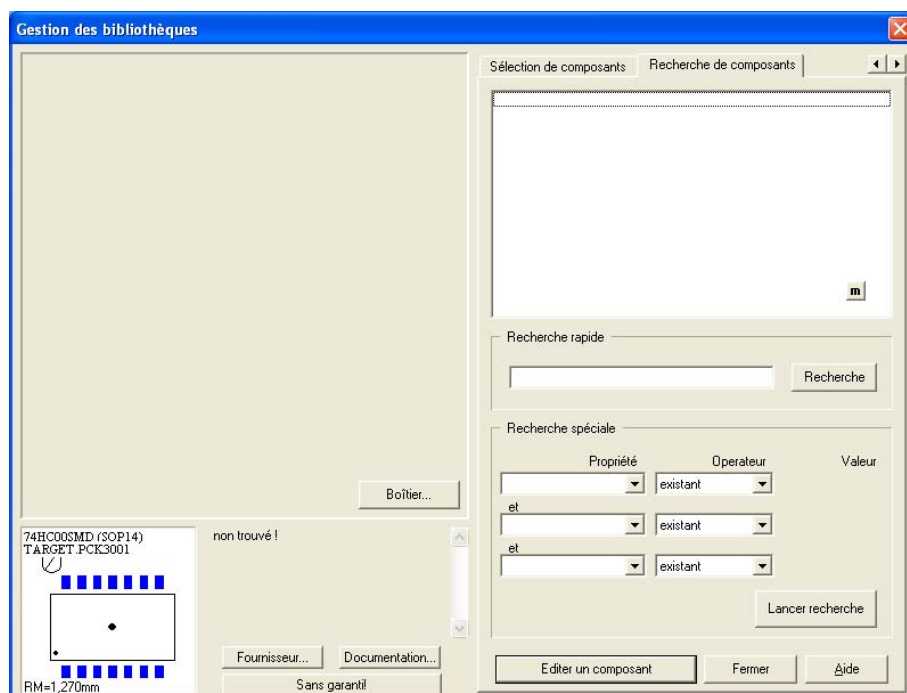 Gestion des bibliothèques
Sélection de composants
Recherche de composants
m
Recherche rapide
Recherche
Recherche spéciale
Propriété Operateur Valeur
existant
et
existant
et
existant
Lancer recherche
Editer un composant Fermer Aide
Boîtier...
74HC00SMD (SOP14)
TARGET.PCK3001
RM=1,270mm
non trouvé !
Fournisseur... Documentation...
Sans garanti!